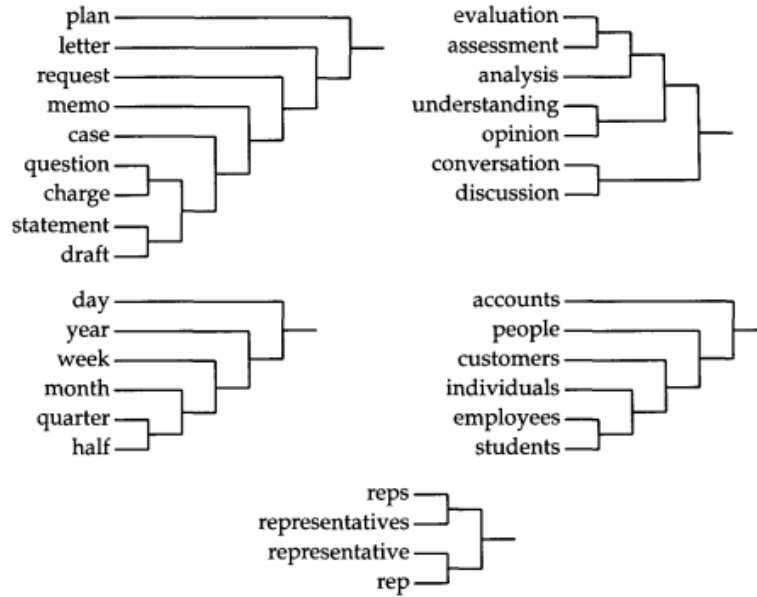 plan
letter
request
memo
case
question
charge
statement
draft
evaluation
assessment
analysis
understanding
opinion
conversation
discussion
day
year
week
month
quarter
half
accounts
people
customers
individuals
employees
students
reps
representatives
representative
rep